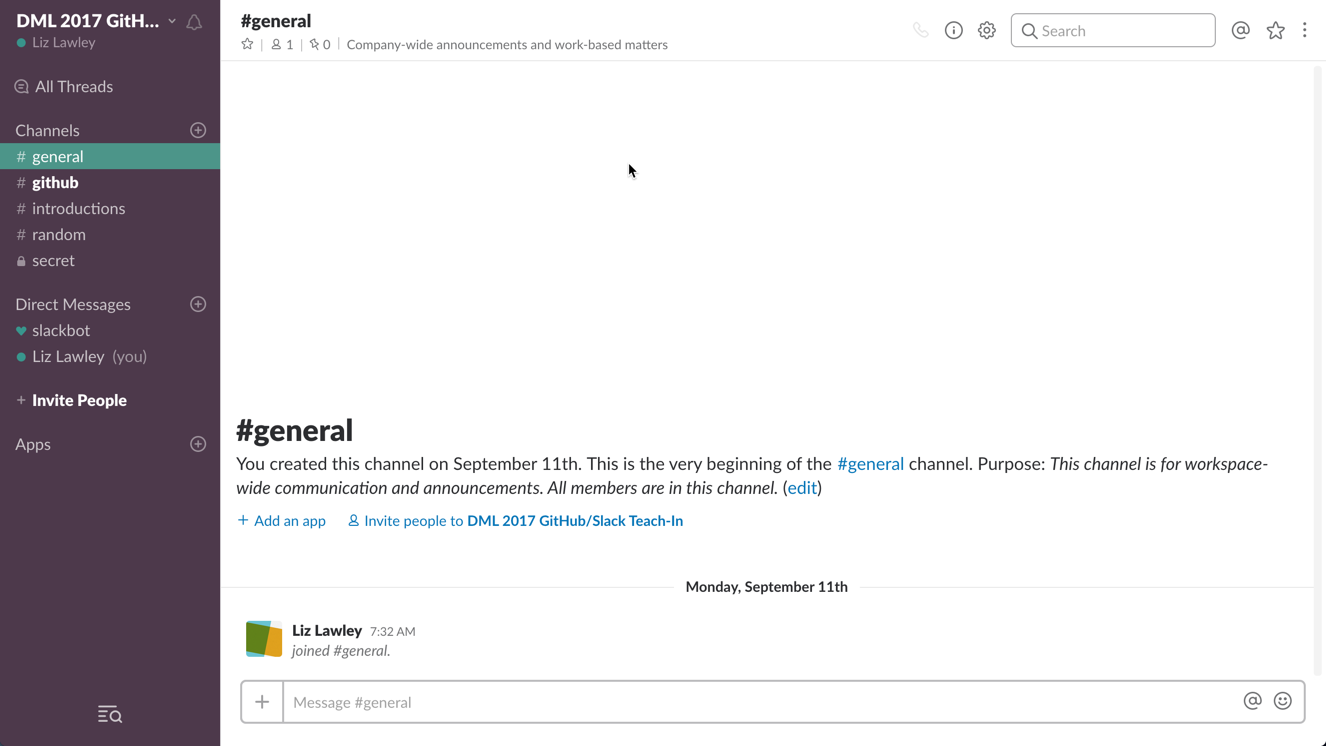 DML 2017 GitH...
Liz Lawley
All Threads
Channels
# general
# github
# introductions
# random
secret
Direct Messages
slackbot
Liz Lawley (you)
+ Invite People
Apps
#general
1 | 0 | Company-wide announcements and work-based matters
Search
#general
You created this channel on September 11th. This is the very beginning of the #general channel. Purpose: This channel is for workspace-
wide communication and announcements. All members are in this channel. (edit)
+ Add an app Invite people to DML 2017 GitHub/Slack Teach-In
Monday, September 11th
Liz Lawley 7:32 AM
joined #general.
+ Message #general @